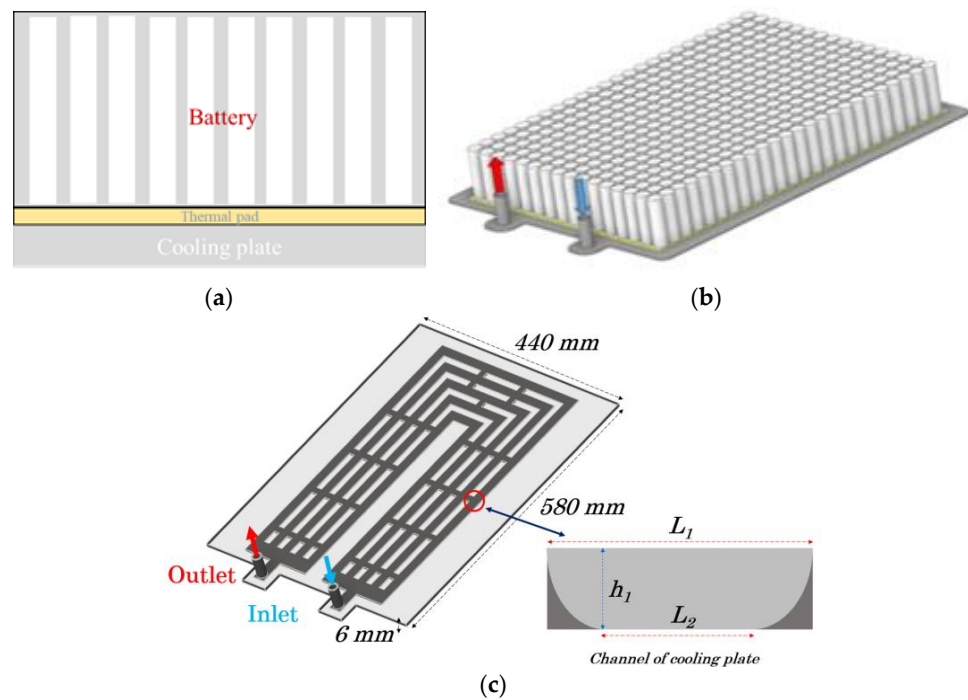 Battery
Thermal pad
Cooling plate
(a)
(b)
440 mm
580 mm
Outlet
Inlet
6 mm
L1
h1
L2
Channel of cooling plate
(c)